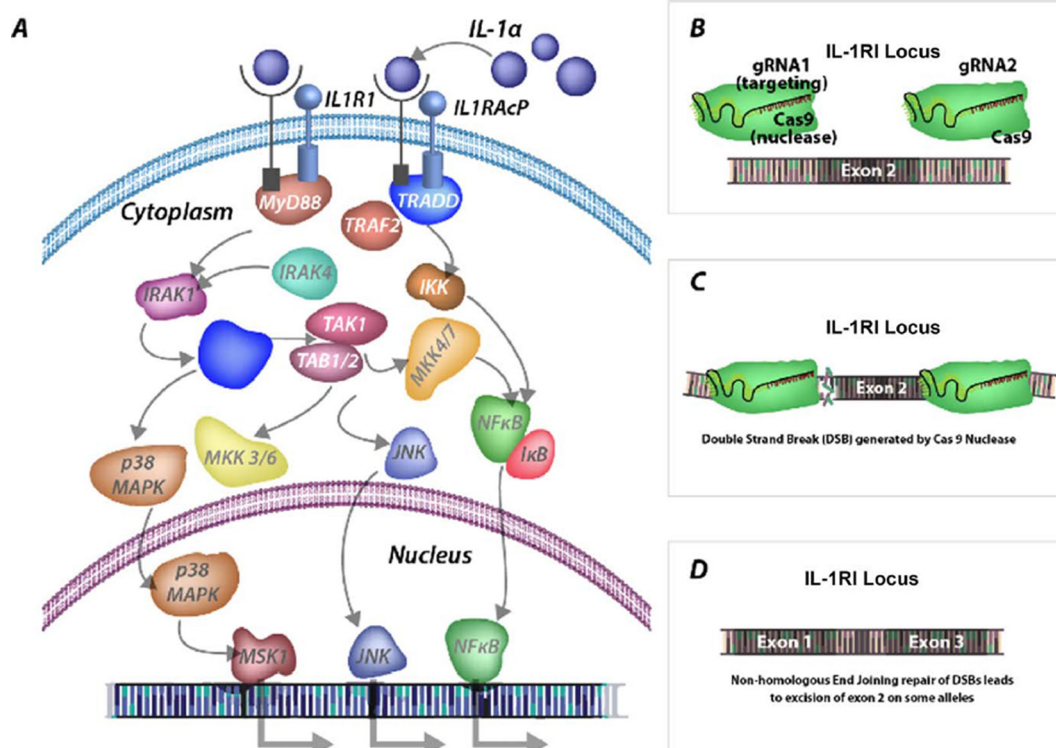 A
IL-1α
IL1R1
IL1RAcP
Cytoplasm
MyD88
TRADD
TRAF2
IRAK4
IRAK1
IKK
TAK1
TAB1/2
MKK4/7
NFκB
IκB
JNK
MKK 3/6
p38
MAPK
Nucleus
p38
MAPK
MSK1
JNK
NFκB
B
IL-1RI Locus
gRNA1
(targeting)
gRNA2
Cas9
(nuclease)
Cas9
Exon 2
C
IL-1RI Locus
Exon 2
Double Strand Break (DSB) generated by Cas 9 Nuclease
D
IL-1RI Locus
Exon 1
Exon 3
Non-homologous End Joining repair of DSBs leads
to excision of exon 2 on some alleles